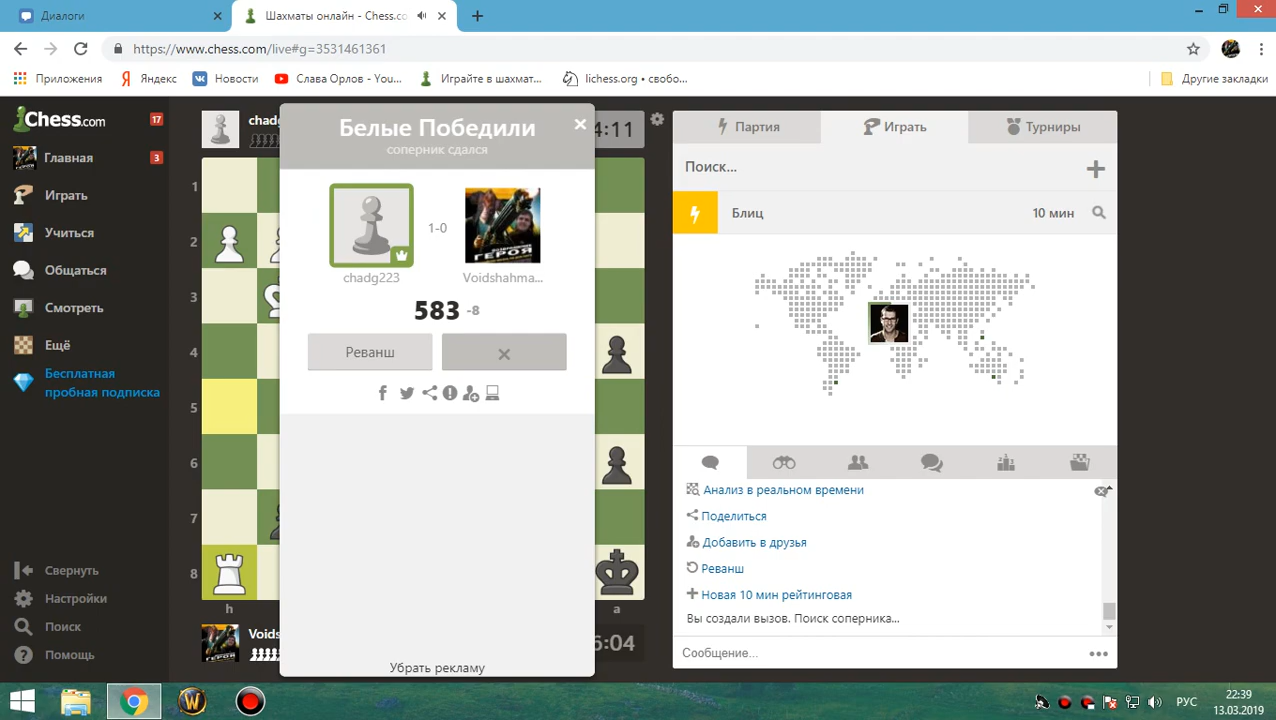 Диалоги
Шахматы онлайн - Chess.co
https://www.chess.com/live#g=3531461361
Приложения
Яндекс
Новости
Слава Орлов - You...
Играйте в шахмат...
lichess.org • свобо...
Другие закладки
Chess.com
17
Главная
3
Играть
Учиться
Общаться
Смотреть
Ещё
Бесплатная
пробная подписка
Свернуть
Настройки
Поиск
Помощь
chadg
4:11
1
2
3
4
5
6
7
8
h
a
Voids
6:04
Белые Победили
соперник сдался
1-0
chadg223
Voidshahma...
583 -8
Реванш
Убрать рекламу
Партия
Играть
Турниры
Поиск...
Блиц
10 мин
Анализ в реальном времени
Поделиться
Добавить в друзья
Реванш
Новая 10 мин рейтинговая
Вы создали вызов. Поиск соперника...
Сообщение...
РУС
22:39
13.03.2019